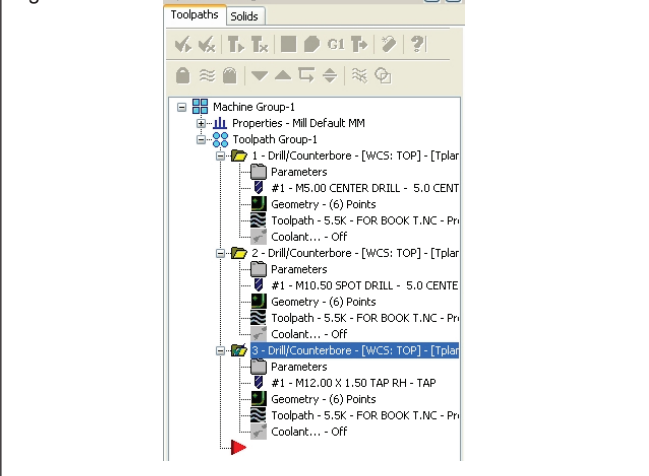 Toolpaths Solids
G1
Machine Group-1
Properties - Mill Default MM
Toolpath Group-1
1 - Drill/Counterbore - [WCS: TOP] - [Tplar
Parameters
#1 - M5.00 CENTER DRILL - 5.0 CENT
Geometry - (6) Points
Toolpath - 5.5K - FOR BOOK T.NC - Pr
Coolant... - Off
2 - Drill/Counterbore - [WCS: TOP] - [Tplar
Parameters
#1 - M10.50 SPOT DRILL - 5.0 CENTE
Geometry - (6) Points
Toolpath - 5.5K - FOR BOOK T.NC - Pr
Coolant... - Off
3 - Drill/Counterbore - [WCS: TOP] - [Tplar
Parameters
#1 - M12.00 X 1.50 TAP RH - TAP
Geometry - (6) Points
Toolpath - 5.5K - FOR BOOK T.NC - Pr
Coolant... - Off